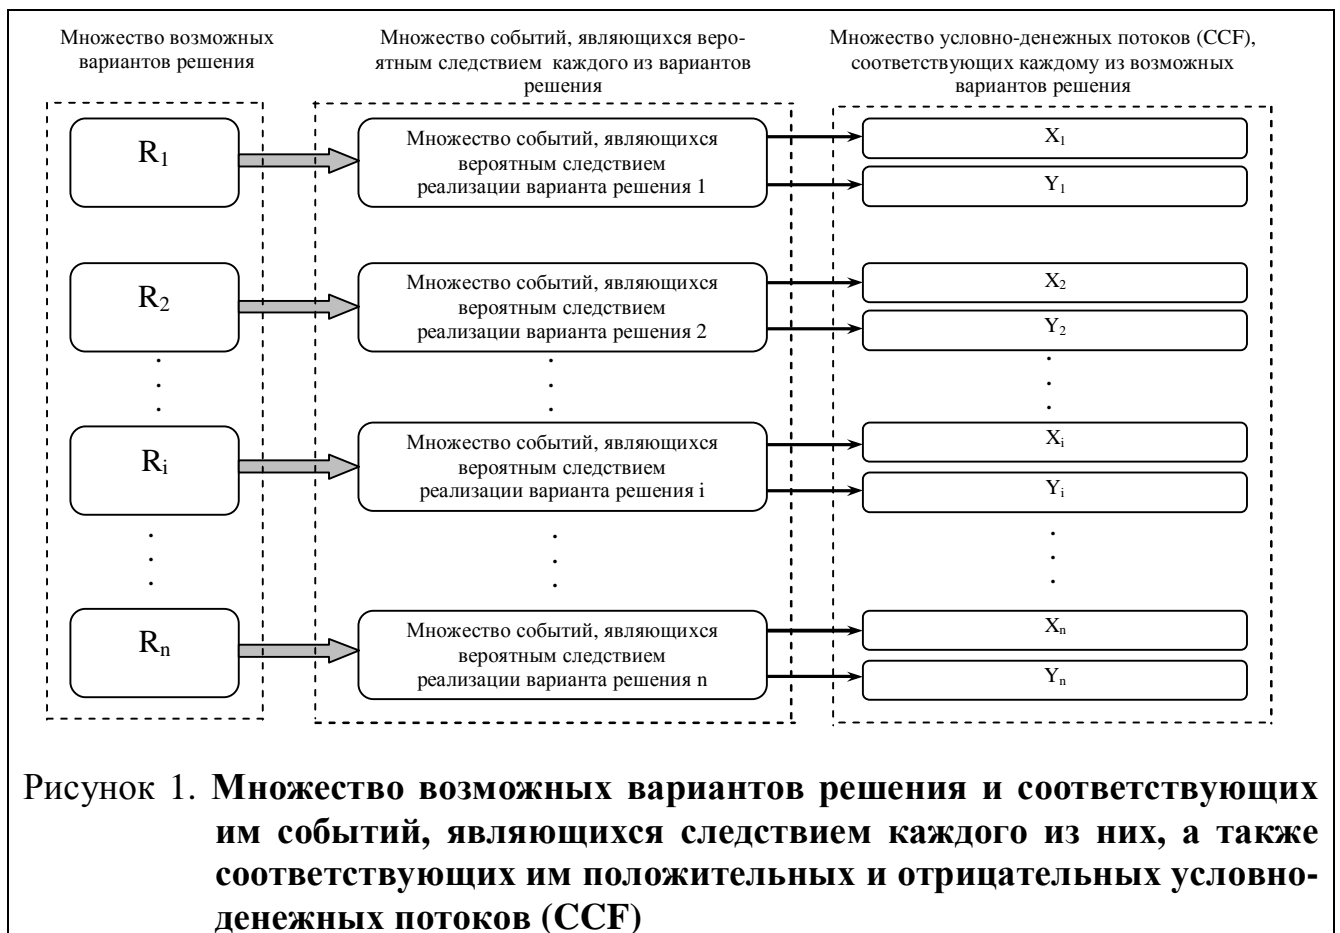 Множество возможных
вариантов решения
Множество событий, являющихся веро-
ятным следствием каждого из вариантов
решения
Множество условно-денежных потоков (CCF),
соответствующих каждому из возможных
вариантов решения
R1
Множество событий, являющихся
вероятным следствием
реализации варианта решения 1
X1
Y1
R2
Множество событий, являющихся
вероятным следствием
реализации варианта решения 2
X2
Y2
Ri
Множество событий, являющихся
вероятным следствием
реализации варианта решения i
Xi
Yi
Rn
Множество событий, являющихся
вероятным следствием
реализации варианта решения n
Xn
Yn
Рисунок 1. Множество возможных вариантов решения и соответствующих
им событий, являющихся следствием каждого из них, а также
соответствующих им положительных и отрицательных условно-
денежных потоков (CCF)